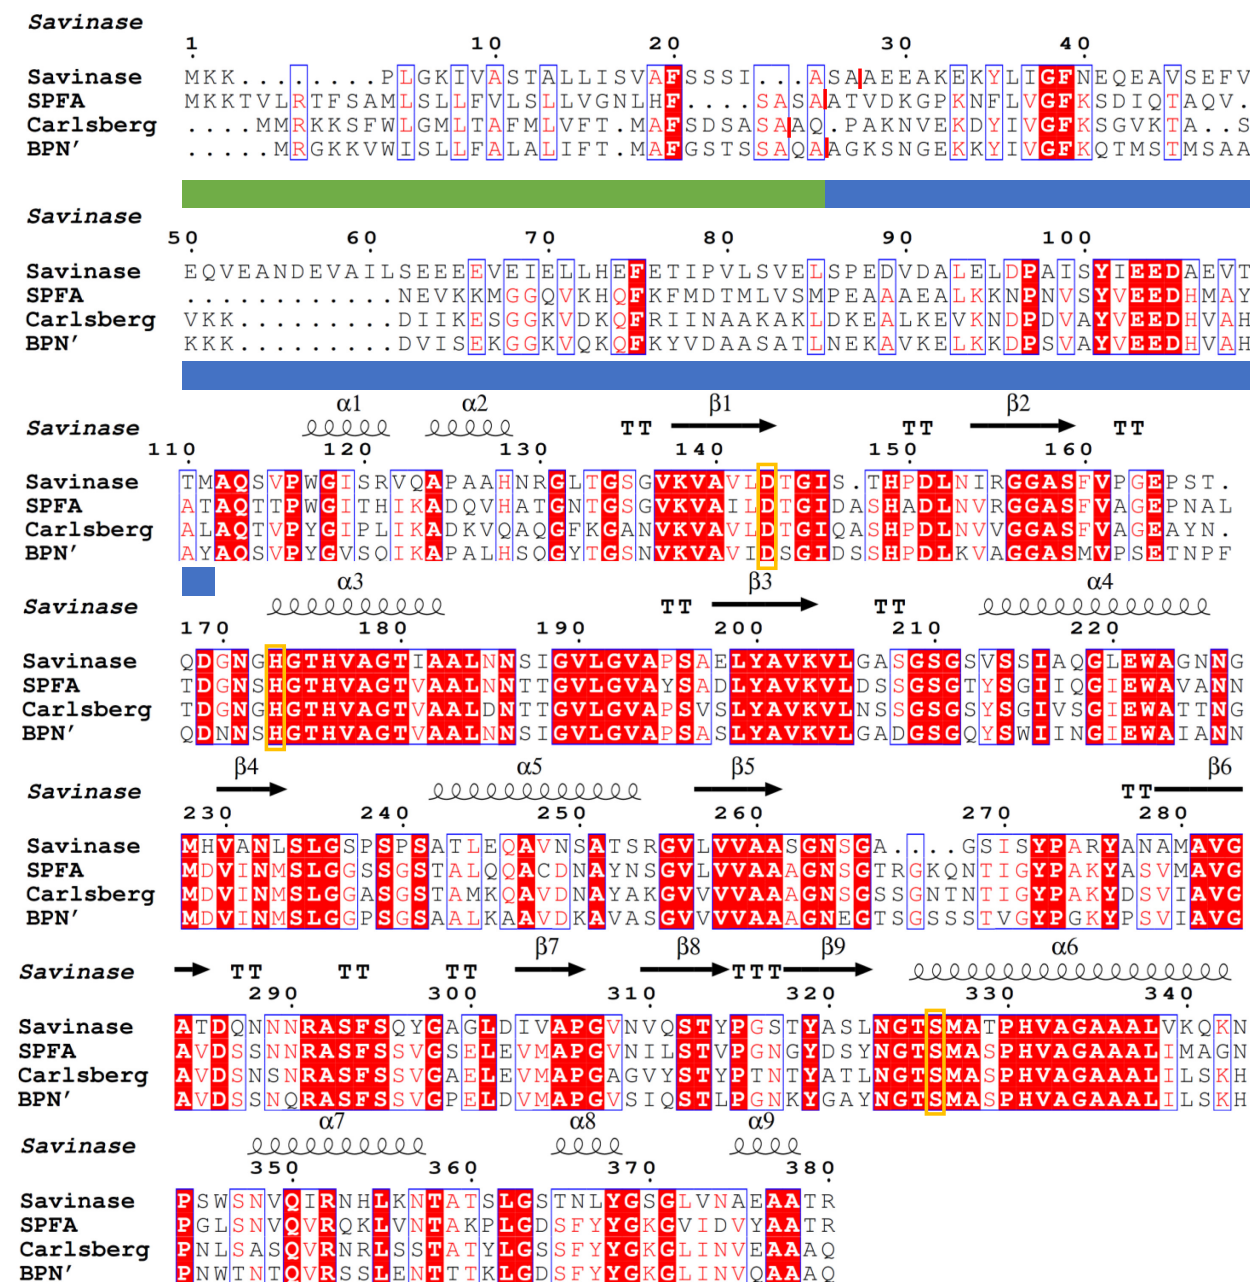 Savinase
1 10 20 30 40
Savinase MKK........PLGKIVASTALLISVAFSSSI...ASAAEEAKEKYLIGFNEQEAVSEFV
SPFA MKKTVLRTFSAMLSLLFVLSLLVGNLHF....SASAATVDKGPKNFLVGFKSDIQTAQV.
Carlsberg ....MMRKKSFWLGMLTAFMLVFT.MAFSDSASAAQ.PAKNVEKDYIVGFKSGVKTA..S
BPN′ .....MRGKKVWISLLFALALIFT.MAFGSTSSAQAAGKSNGEKKYIVGFKQTMSTMSAA
Savinase
50 60 70 80 90 100
Savinase EQVEANDEVAILSEEEEVEIELLHEFETIPVLSVELSPEDVDALELDPAISYIEEDAEVT
SPFA ............NEVKKMGGQVKHQFKFMDTMLVSMPEAAAEALKKNPNVSYVEEDHMAY
Carlsberg VKK.........DIIKESGGKVDKQFRIINAAKAKLDKEALKEVKNDPDVAYVEEDHVAH
BPN′ KKK.........DVISEKGGKVQKQFKYVDAASATLNEKAVKELKKDPSVAYVEEDHVAH
α1 α2 β1 β2
Savinase TT TT TT
110 120 130 140 150 160
Savinase TMAQSVPWGISRVQAPAAHNRGLTGSGVKVAVLDTGIS.THPDLNIRGGASFVPGEPST.
SPFA ATAQTTPWGITHIKADQVHATGNTGSGVKVAILDTGIDASHADLNVRGGASFVAGEPNAL
Carlsberg ALAQTVPYGIPLIKADKVQAQGFKGANVKVAVLDTGIQASHPDLNVVGGASFVAGEAYN.
BPN′ AYAQSVPYGVSQIKAPALHSQGYTGSNVKVAVIDSGIDSSHPDLKVAGGASMVPSETNPF
α3 β3 α4
Savinase TT TT
170 180 190 200 210 220
Savinase QDGNGHGTHVAGTIAALNNSIGVLGVAPSAELYAVKVLGASGSGSVSSIAQGLEWAGNNG
SPFA TDGNSHGTHVAGTVAALNNTTGVLGVAYSADLYAVKVLDSSGSGTYSGIIQGIEWAVANN
Carlsberg TDGNGHGTHVAGTVAALDNTTGVLGVAPSVSLYAVKVLNSSGSGSYSGIVSGIEWATTNG
BPN′ QDNNSHGTHVAGTVAALNNSIGVLGVAPSASLYAVKVLGADGSGQYSWIINGIEWAIANN
β4 α5 β5 β6
Savinase TT
230 240 250 260 270 280
Savinase MHVANLSLGSPSPSATLEQAVNSATSRGVLVVAASGNSGA....GSISYPARYANAMAVG
SPFA MDVINMSLGGSSGSTALQQACDNAYNSGVLVVAAAGNSGTRGKQNTIGYPAKYASVMAVG
Carlsberg MDVINMSLGGASGSTAMKQAVDNAYAKGVVVVAAAGNSGSSGNTNTIGYPAKYDSVIAVG
BPN′ MDVINMSLGGPSGSAALKAAVDKAVASGVVVVAAAGNEGTSGSSSTVGYPGKYPSVIAVG
β7 β8 β9 α6
Savinase TT TT TT TTT
290 300 310 320 330 340
Savinase ATDQNNNRASFSQYGAGLDIVAPGVNVQSTYPGSTYASLNGTSMATPHVAGAAALVKQKN
SPFA AVDSSNNRASFSSVGSELEVMAPGVNILSTVPGNGYDSYNGTSMASPHVAGAAALIMAGN
Carlsberg AVDSNSNRASFSSVGAELEVMAPGAGVYSTYPTNTYATLNGTSMASPHVAGAAALILSKH
BPN′ AVDSSNQRASFSSVGPELDVMAPGVSIQSTLPGNKYGAYNGTSMASPHVAGAAALILSKH
α7 α8 α9
Savinase
350 360 370 380
Savinase PSWSNVQIRNHLKNTATSLGSTNLYGSGLVNAEAATR
SPFA PGLSNVQVRQKLVNTAKPLGDSFYYGKGVIDVYAATR
Carlsberg PNLSASQVRNRLSSTATYLGSSFYYGKGLINVEAAAQ
BPN′ PNWTNTQVRSSLENTTTKLGDSFYYGKGLINVQAAAQ